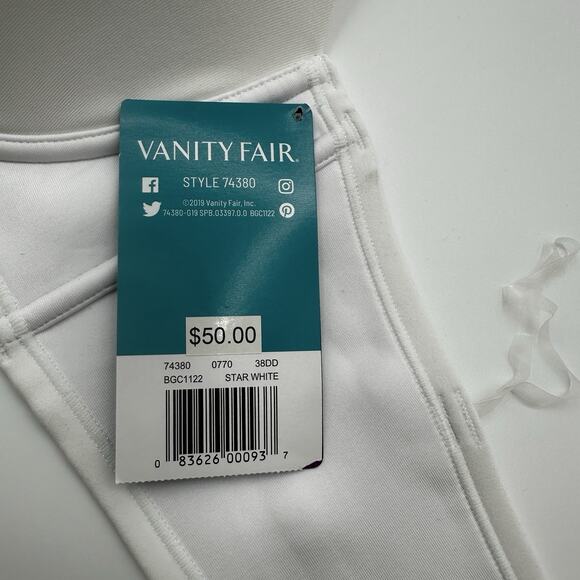 VANITY FAIR®
STYLE 74380
©2019 Vanity Fair, Inc.
74380-G19 SPB.03397.0.0 BGC1122
$50.00
74380 0770 38DD
BGC1122 STAR WHITE
0 83626 00093 7